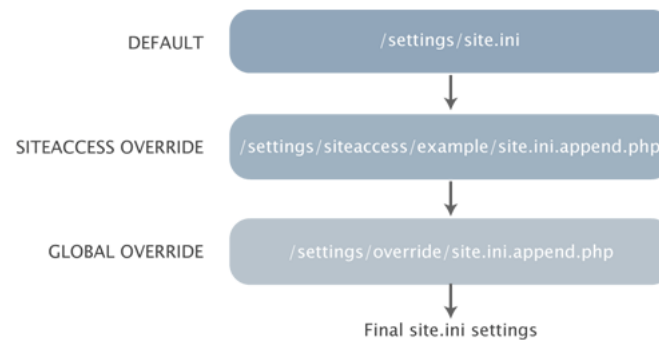 DEFAULT
/settings/site.ini
SITEACCESS OVERRIDE
/settings/siteaccess/example/site.ini.append.php
GLOBAL OVERRIDE
/settings/override/site.ini.append.php
Final site.ini settings